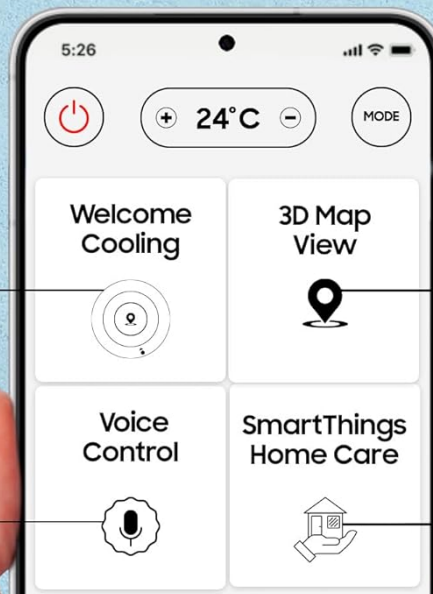 5:26
24°C
MODE
Welcome
Cooling
3D Map
View
Voice
Control
SmartThings
Home Care